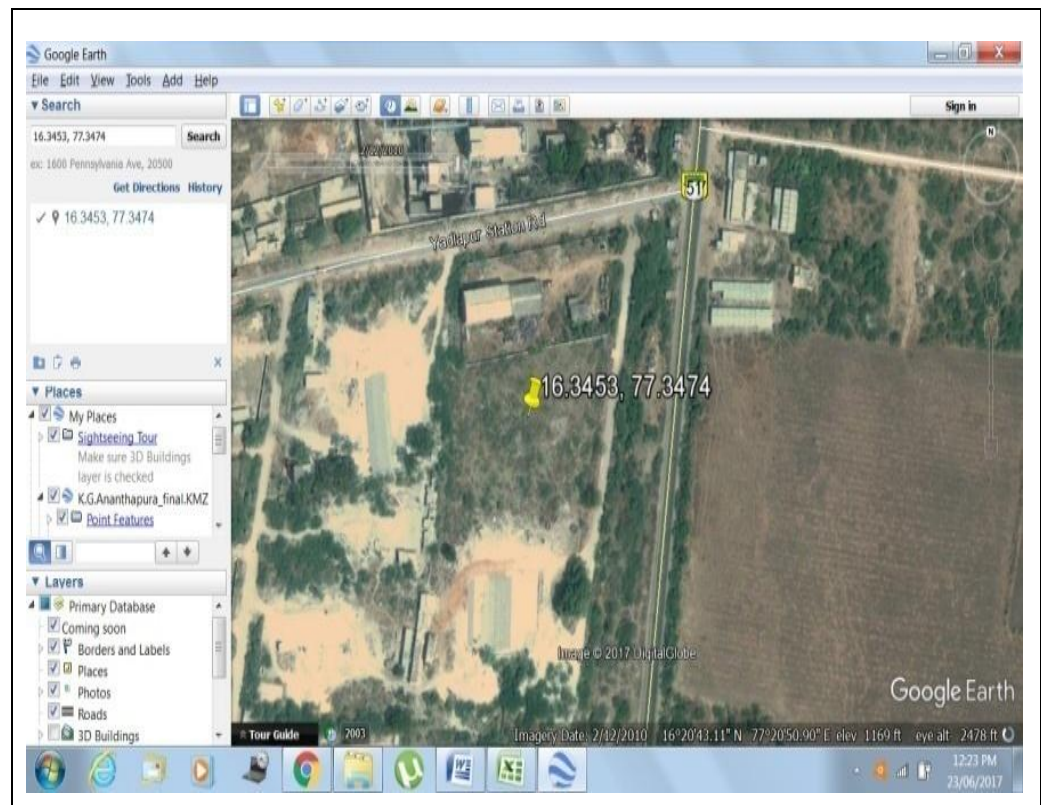 Google Earth
File Edit View Tools Add Help
▼ Search
Sign in
16.3453, 77.3474 Search
ex: 1600 Pennsylvania Ave, 20500
Get Directions History
16.3453, 77.3474
▼ Places
My Places
Sightseeing Tour
Make sure 3D Buildings
layer is checked
K.G.Ananthapura_final.KMZ
Point Features
▼ Layers
Primary Database
Coming soon
Borders and Labels
Places
Photos
Roads
3D Buildings
2/12/2010
N
51
Yadlapur Station Rd
16.3453, 77.3474
Image © 2017 DigitalGlobe
Google Earth
Tour Guide 2003 Imagery Date: 2/12/2010 16°20'43.11" N 77°20'50.90" E elev 1169 ft eye alt 2478 ft
12:23 PM
23/06/2017